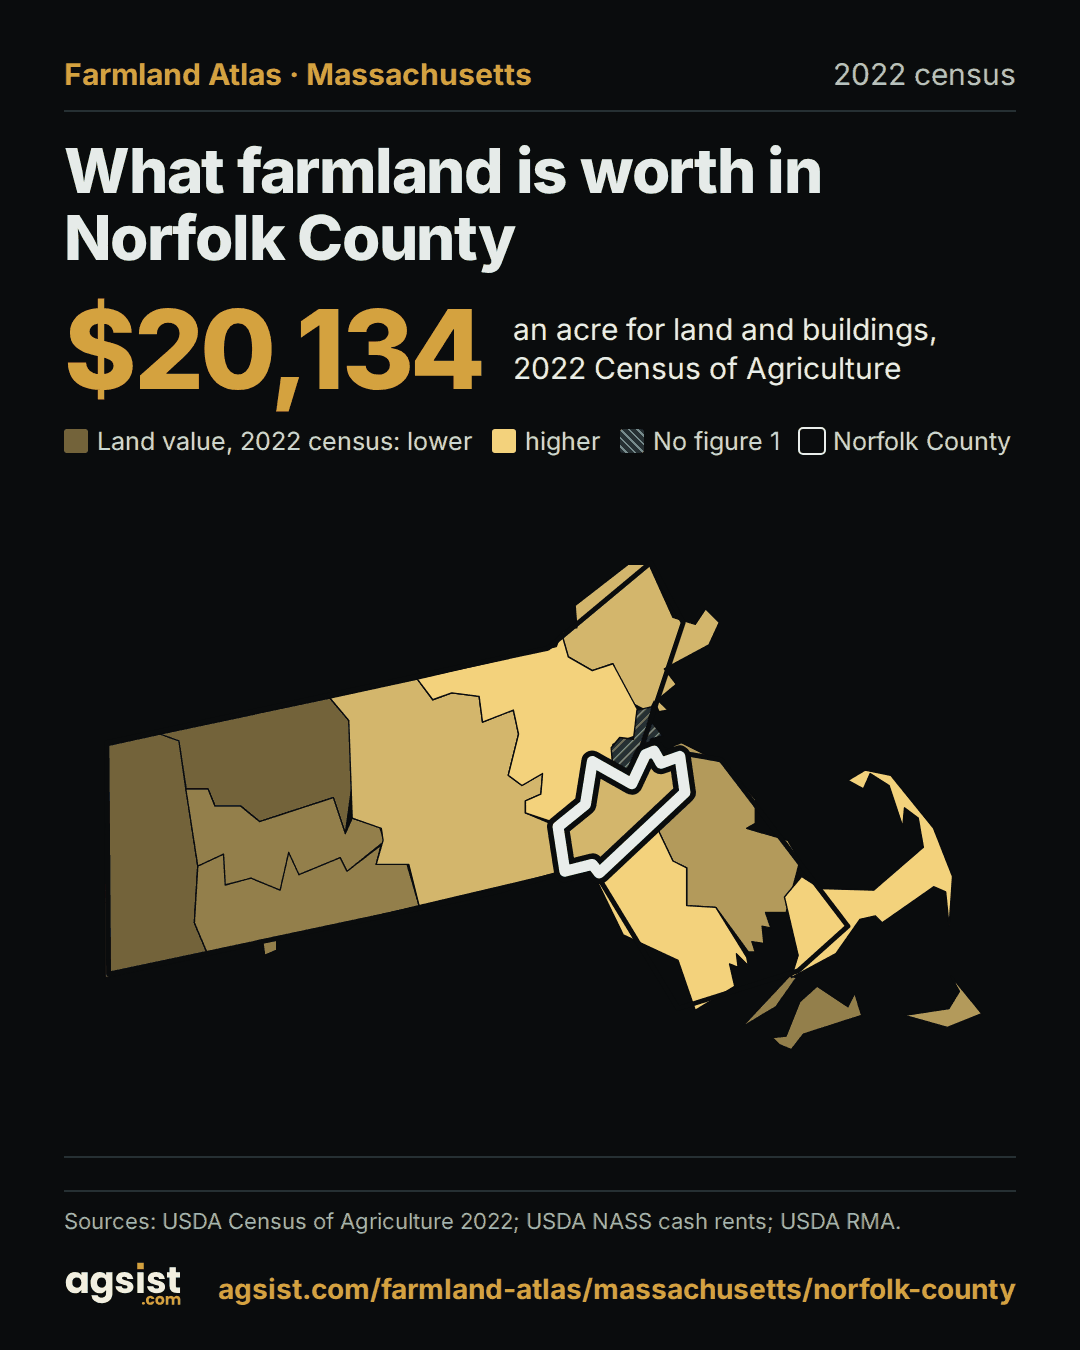 Farmland Atlas · Massachusetts
2022 census
What farmland is worth in
Norfolk County
$20,134
an acre for land and buildings,
2022 Census of Agriculture
Land value, 2022 census: lower
higher
No figure 1
Norfolk County
Sources: USDA Census of Agriculture 2022; USDA NASS cash rents; USDA RMA.
agsist
.com
agsist.com/farmland-atlas/massachusetts/norfolk-county